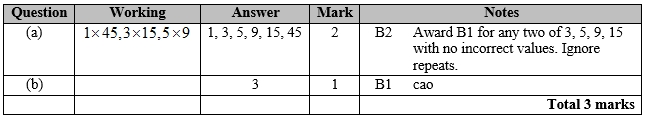 Question Working Answer Mark Notes
(a) 1×45,3×15,5×9 1, 3, 5, 9, 15, 45 2 B2 Award B1 for any two of 3, 5, 9, 15
with no incorrect values. Ignore
repeats.
(b) 3 1 B1 cao
Total 3 marks